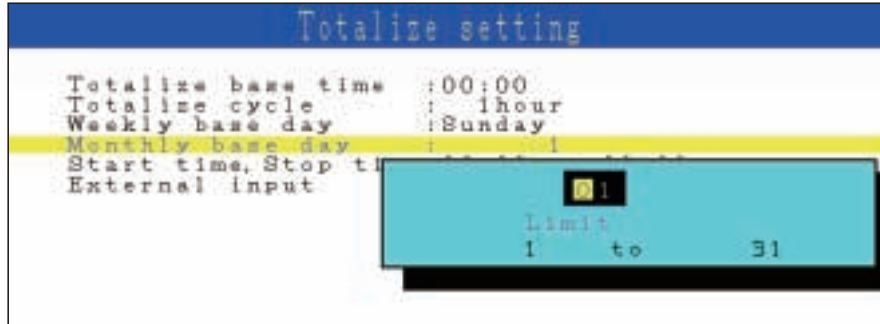 Totalize setting
Totalize base time :00:00
Totalize cycle : 1hour
Weekly base day :Sunday
Monthly base day : 1
Start time,Stop ti
External input
01
Limit
1 to 31